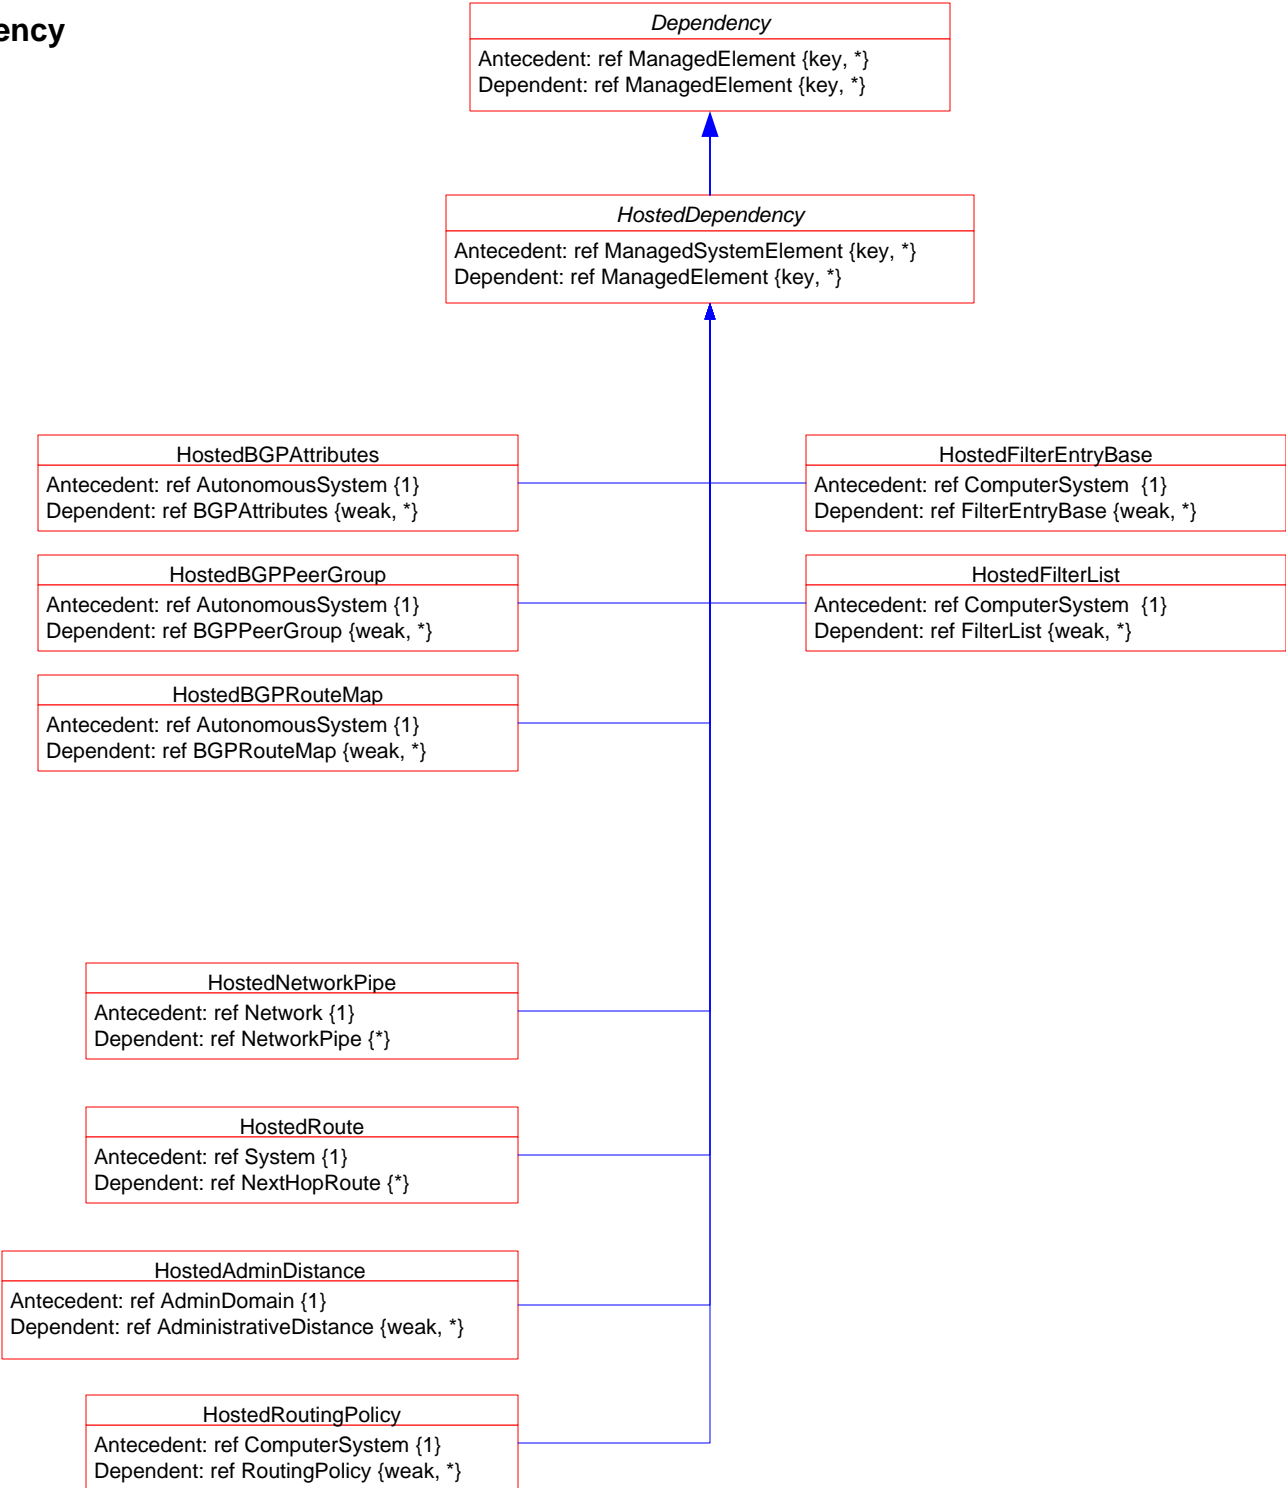 ency
Dependency
Antecedent: ref ManagedElement {key, *}
Dependent: ref ManagedElement {key, *}
HostedDependency
Antecedent: ref ManagedSystemElement {key, *}
Dependent: ref ManagedElement {key, *}
HostedBGPAttributes
Antecedent: ref AutonomousSystem {1}
Dependent: ref BGPAttributes {weak, *}
HostedFilterEntryBase
Antecedent: ref ComputerSystem  {1}
Dependent: ref FilterEntryBase {weak, *}
HostedBGPPeerGroup
Antecedent: ref AutonomousSystem {1}
Dependent: ref BGPPeerGroup {weak, *}
HostedFilterList
Antecedent: ref ComputerSystem  {1}
Dependent: ref FilterList {weak, *}
HostedBGPRouteMap
Antecedent: ref AutonomousSystem {1}
Dependent: ref BGPRouteMap {weak, *}
HostedNetworkPipe
Antecedent: ref Network {1}
Dependent: ref NetworkPipe {*}
HostedRoute
Antecedent: ref System {1}
Dependent: ref NextHopRoute {*}
HostedAdminDistance
Antecedent: ref AdminDomain {1}
Dependent: ref AdministrativeDistance {weak, *}
HostedRoutingPolicy
Antecedent: ref ComputerSystem {1}
Dependent: ref RoutingPolicy {weak, *}